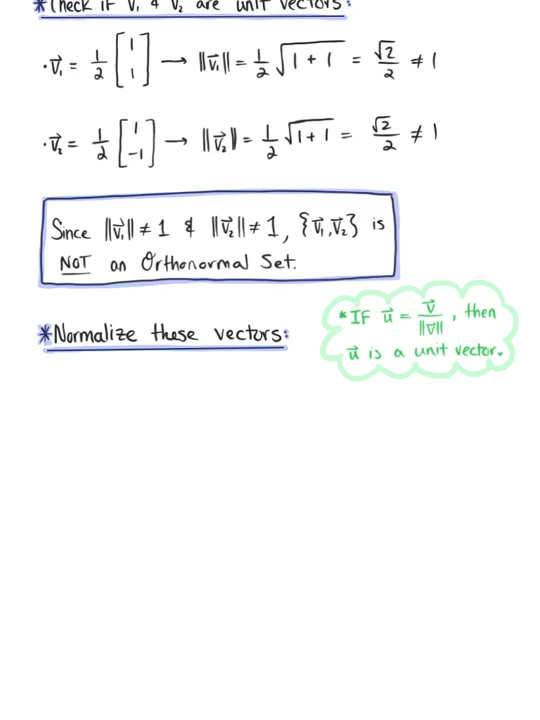 *Check if V₁ & V₂ are unit vectors:
·V⃗₁ = 1/2 [1 1] → ||V⃗₁|| = 1/2 √(1 + 1) = √2/2 ≠ 1
·V⃗₂ = 1/2 [1 -1] → ||V⃗₂|| = 1/2 √(1+1) = √2/2 ≠ 1
Since ||V⃗₁|| ≠ 1 & ||V⃗₂|| ≠ 1, {V⃗₁,V⃗₂} is
NOT an Orthonormal Set.
*Normalize these vectors:
*IF u⃗ = V⃗/||V⃗||, then
u⃗ is a unit vector.